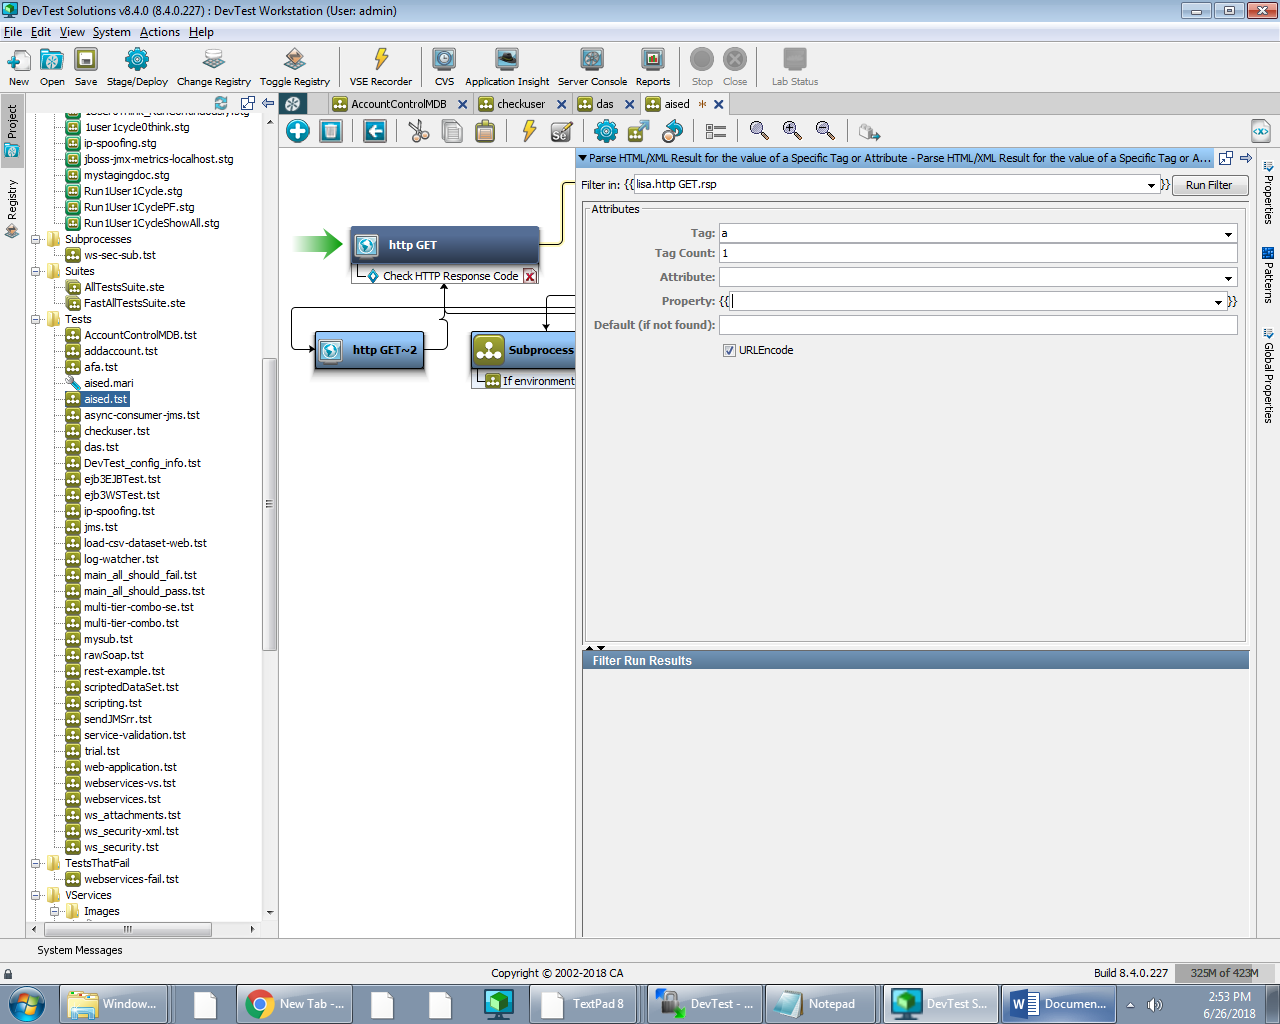 DevTest Solutions v8.4.0 (8.4.0.227) : DevTest Workstation (User: admin)
File Edit View System Actions Help
New Open Save Stage/Deploy Change Registry Toggle Registry VSE Recorder CVS Application Insight Server Console Reports Stop Close Lab Status
Project
Registry
1user1cycle0think.stg
ip-spoofing.stg
jboss-jmx-metrics-localhost.stg
mystagingdoc.stg
Run1User1Cycle.stg
Run1User1CyclePF.stg
Run1User1CycleShowAll.stg
Subprocesses
ws-sec-sub.tst
Suites
AllTestsSuite.ste
FastAllTestsSuite.ste
Tests
AccountControlMDB.tst
addaccount.tst
afa.tst
aised.mari
aised.tst
async-consumer-jms.tst
checkuser.tst
das.tst
DevTest_config_info.tst
ejb3EJBTest.tst
ejb3WSTest.tst
ip-spoofing.tst
jms.tst
load-csv-dataset-web.tst
log-watcher.tst
main_all_should_fail.tst
main_all_should_pass.tst
multi-tier-combo-se.tst
multi-tier-combo.tst
mysub.tst
rawSoap.tst
rest-example.tst
scriptedDataSet.tst
scripting.tst
sendJMSrr.tst
service-validation.tst
trial.tst
web-application.tst
webservices-vs.tst
webservices.tst
ws_attachments.tst
ws_security-xml.tst
ws_security.tst
TestsThatFail
webservices-fail.tst
VServices
Images
AccountControlMDB checkuser das aised
http GET
Check HTTP Response Code
http GET~2
Subprocess
If environment
Parse HTML/XML Result for the value of a Specific Tag or Attribute - Parse HTML/XML Result for the value of a Specific Tag or A...
Filter in: {{lisa.http GET.rsp }} Run Filter
Attributes
Tag: a
Tag Count: 1
Attribute:
Property: {{ }}
Default (if not found):
URLEncode
Filter Run Results
Properties
Patterns
Global Properties
System Messages
Copyright © 2002-2018 CA
Build 8.4.0.227 325M of 423M
Window... New Tab -... TextPad 8 DevTest - ... Notepad DevTest S... Documen...
2:53 PM
6/26/2018